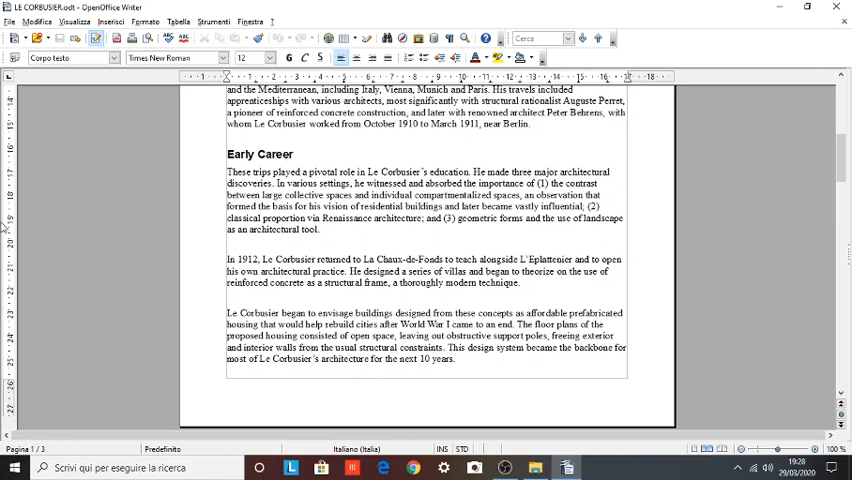 LE CORBUSIER.odt - OpenOffice Writer
File Modifica Visualizza Inserisci Formato Tabella Strumenti Finestra ?
Cerca
Corpo testo Times New Roman 12 G C S
and the Mediterranean, including Italy, Vienna, Munich and Paris. His travels included
apprenticeships with various architects, most significantly with structural rationalist Auguste Perret,
a pioneer of reinforced concrete construction, and later with renowned architect Peter Behrens, with
whom Le Corbusier worked from October 1910 to March 1911, near Berlin.
Early Career
These trips played a pivotal role in Le Corbusier`s education. He made three major architectural
discoveries. In various settings, he witnessed and absorbed the importance of (1) the contrast
between large collective spaces and individual compartmentalized spaces, an observation that
formed the basis for his vision of residential buildings and later became vastly influential; (2)
classical proportion via Renaissance architecture; and (3) geometric forms and the use of landscape
as an architectural tool.
In 1912, Le Corbusier returned to La Chaux-de-Fonds to teach alongside L`Eplattenier and to open
his own architectural practice. He designed a series of villas and began to theorize on the use of
reinforced concrete as a structural frame, a thoroughly modern technique.
Le Corbusier began to envisage buildings designed from these concepts as affordable prefabricated
housing that would help rebuild cities after World War I came to an end. The floor plans of the
proposed housing consisted of open space, leaving out obstructive support poles, freeing exterior
and interior walls from the usual structural constraints. This design system became the backbone for
most of Le Corbusier`s architecture for the next 10 years.
Pagina 1 / 3 Predefinito Italiano (Italia) INS STD 100 %
Scrivi qui per eseguire la ricerca
19:28
29/03/2020